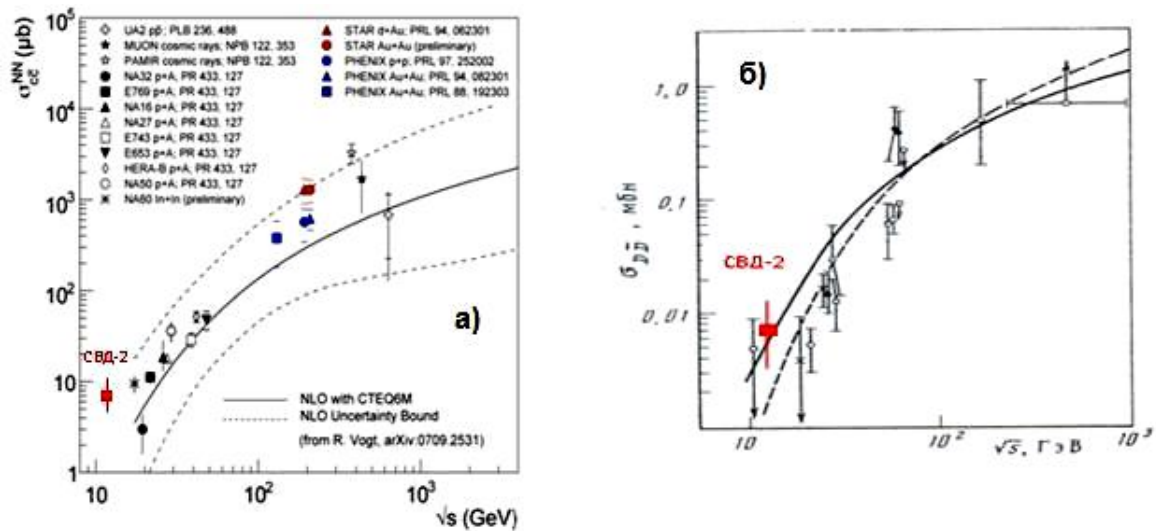 σcc̄^NN (μb)
10⁵
10⁴
10³
10²
10
1
UA2 pp̄; PLB 236, 488
MUON cosmic rays; NPB 122, 353
PAMIR cosmic rays; NPB 122, 353
NA32 p+A; PR 433, 127
E769 p+A; PR 433, 127
NA16 p+A; PR 433, 127
NA27 p+A; PR 433, 127
E743 p+A; PR 433, 127
E653 p+A; PR 433, 127
HERA-B p+A; PR 433, 127
NA50 p+A; PR 433, 127
NA60 In+In (preliminary)
STAR d+Au; PRL 94, 062301
STAR Au+Au (preliminary)
PHENIX p+p; PRL 97, 252002
PHENIX Au+Au; PRL 94, 082301
PHENIX Au+Au; PRL 88, 192303
а)
СВД-2
NLO with CTEQ6M
NLO Uncertainty Bound
(from R. Vogt, arXiv:0709.2531)
10 10² 10³
√s (GeV)
б)
σDD̄, мбн
1.0
0.1
0.01
СВД-2
10 10² 10³
√s, ГэВ